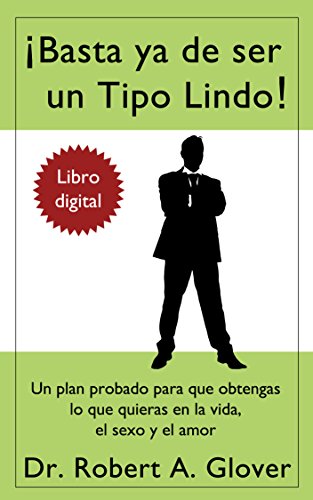 ¡Basta ya de ser
un Tipo Lindo!
Libro
digital
Un plan probado para que obtengas
lo que quieras en la vida,
el sexo y el amor
Dr. Robert A. Glover